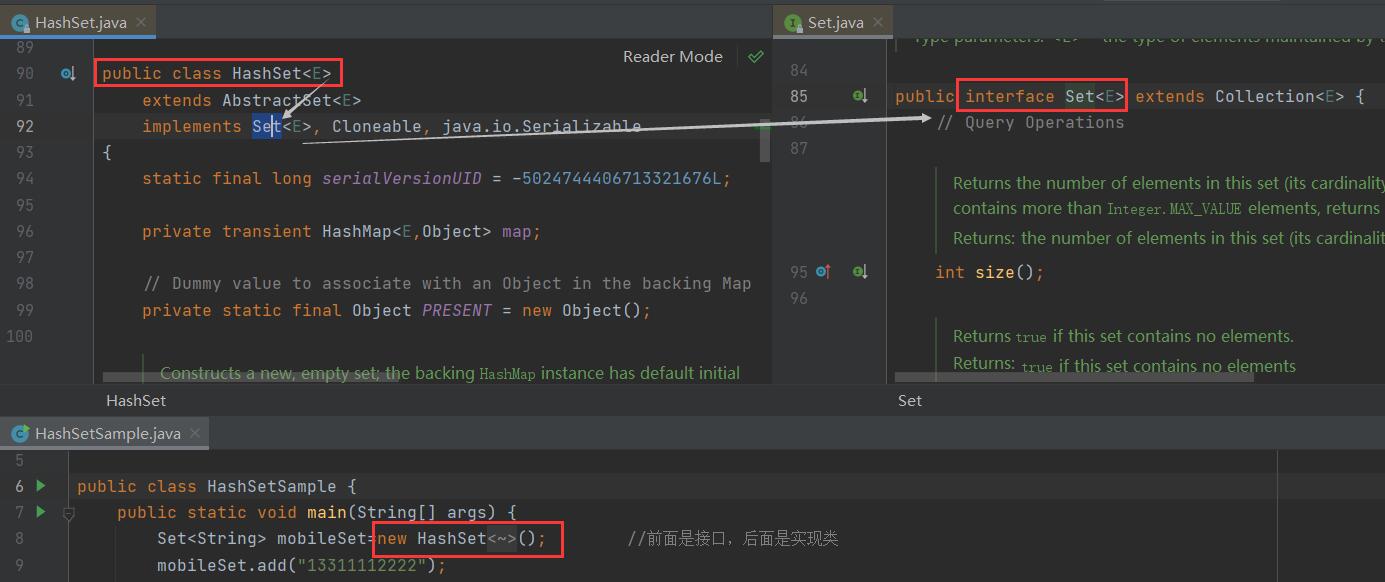 HashSet.java
89
Reader Mode
90 public class HashSet<E>
91 extends AbstractSet<E>
92 implements Set<E>, Cloneable, java.io.Serializable
93 {
94 static final long serialVersionUID = -5024744406713321676L;
95
96 private transient HashMap<E,Object> map;
97
98 // Dummy value to associate with an Object in the backing Map
99 private static final Object PRESENT = new Object();
100
Constructs a new, empty set; the backing HashMap instance has default initial
HashSet
Set.java
Type parameters: <E> – the type of elements maintained by
84
85 public interface Set<E> extends Collection<E> {
86 // Query Operations
87
Returns the number of elements in this set (its cardinality
contains more than Integer.MAX_VALUE elements, returns
Returns: the number of elements in this set (its cardinalit
95 int size();
96
Returns true if this set contains no elements.
Returns: true if this set contains no elements
Set
HashSetSample.java
5
6 public class HashSetSample {
7 public static void main(String[] args) {
8 Set<String> mobileSet=new HashSet<~>(); //前面是接口，后面是实现类
9 mobileSet.add("13311112222");